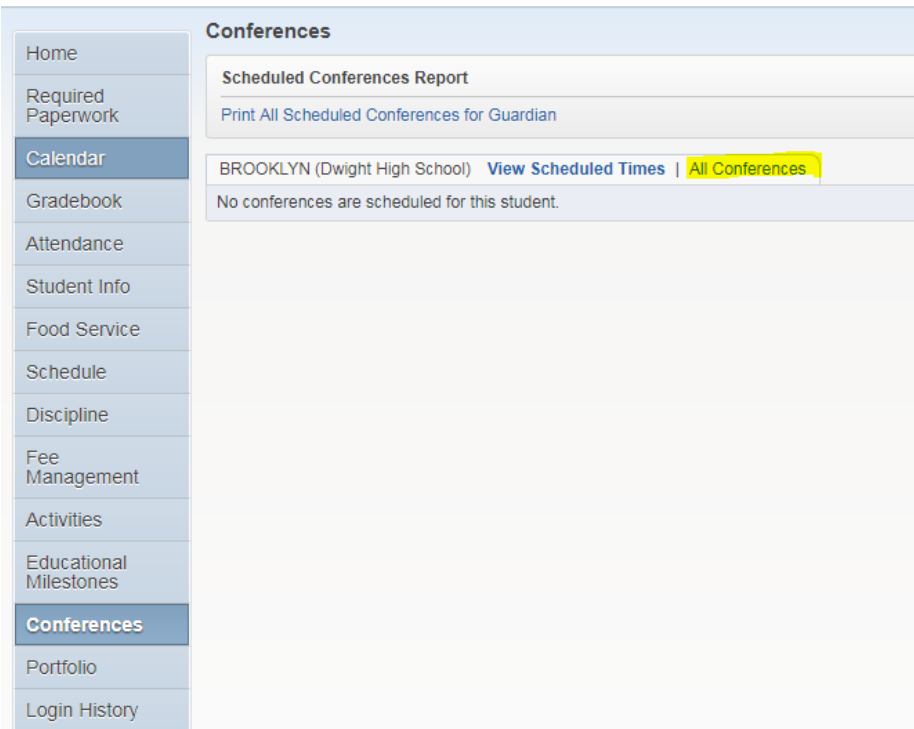 Home
Required
Paperwork
Calendar
Gradebook
Attendance
Student Info
Food Service
Schedule
Discipline
Fee
Management
Activities
Educational
Milestones
Conferences
Portfolio
Login History
Conferences
Scheduled Conferences Report
Print All Scheduled Conferences for Guardian
BROOKLYN (Dwight High School) View Scheduled Times | All Conferences
No conferences are scheduled for this student.